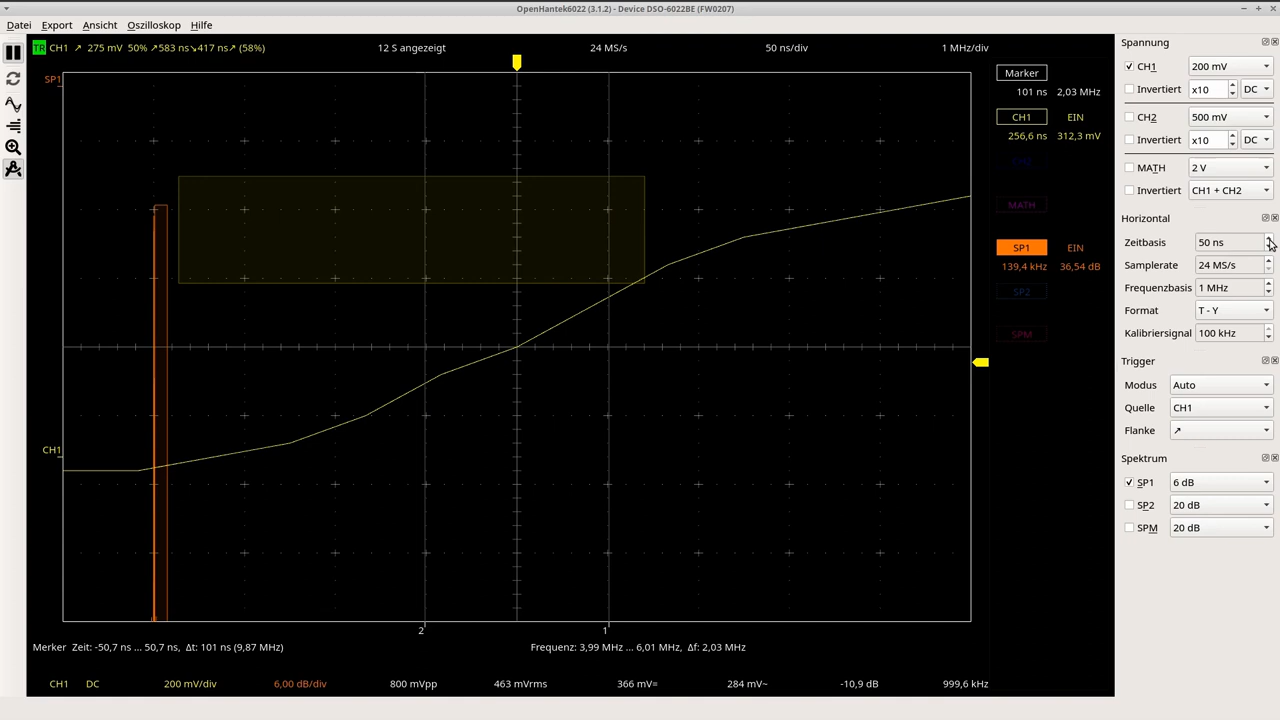 OpenHantek6022 (3.1.2) - Device DSO-6022BE (FW0207)
Datei Export Ansicht Oszilloskop Hilfe
TR CH1 ↗ 275 mV 50% ↗583 ns↘417 ns↗ (58%) 12 S angezeigt 24 MS/s 50 ns/div 1 MHz/div
SP1
CH1
2 1
Marker
101 ns 2,03 MHz
CH1 EIN
256,6 ns 312,3 mV
CH2
MATH
SP1 EIN
139,4 kHz 36,54 dB
SP2
SPM
Merker Zeit: -50,7 ns ... 50,7 ns, Δt: 101 ns (9,87 MHz) Frequenz: 3,99 MHz ... 6,01 MHz, Δf: 2,03 MHz
CH1 DC 200 mV/div 6,00 dB/div 800 mVpp 463 mVrms 366 mV= 284 mV~ -10,9 dB 999,6 kHz
Spannung
CH1 200 mV
Invertiert x10 DC
CH2 500 mV
Invertiert x10 DC
MATH 2 V
Invertiert CH1 + CH2
Horizontal
Zeitbasis 50 ns
Samplerate 24 MS/s
Frequenzbasis 1 MHz
Format T - Y
Kalibriersignal 100 kHz
Trigger
Modus Auto
Quelle CH1
Flanke ↗
Spektrum
SP1 6 dB
SP2 20 dB
SPM 20 dB